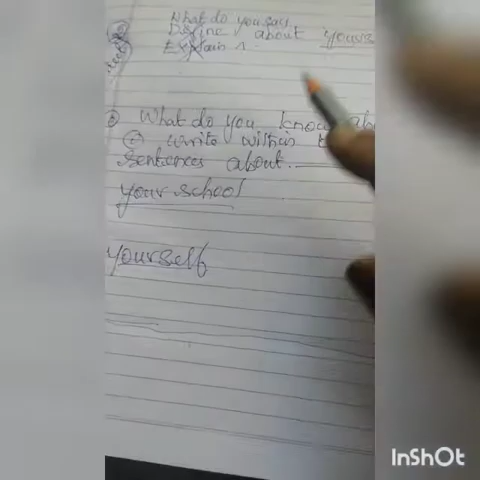 What do you say
Define about yours
Explain
What do you know ab
write within t
Sentences about.
your school
yourself
InShOt